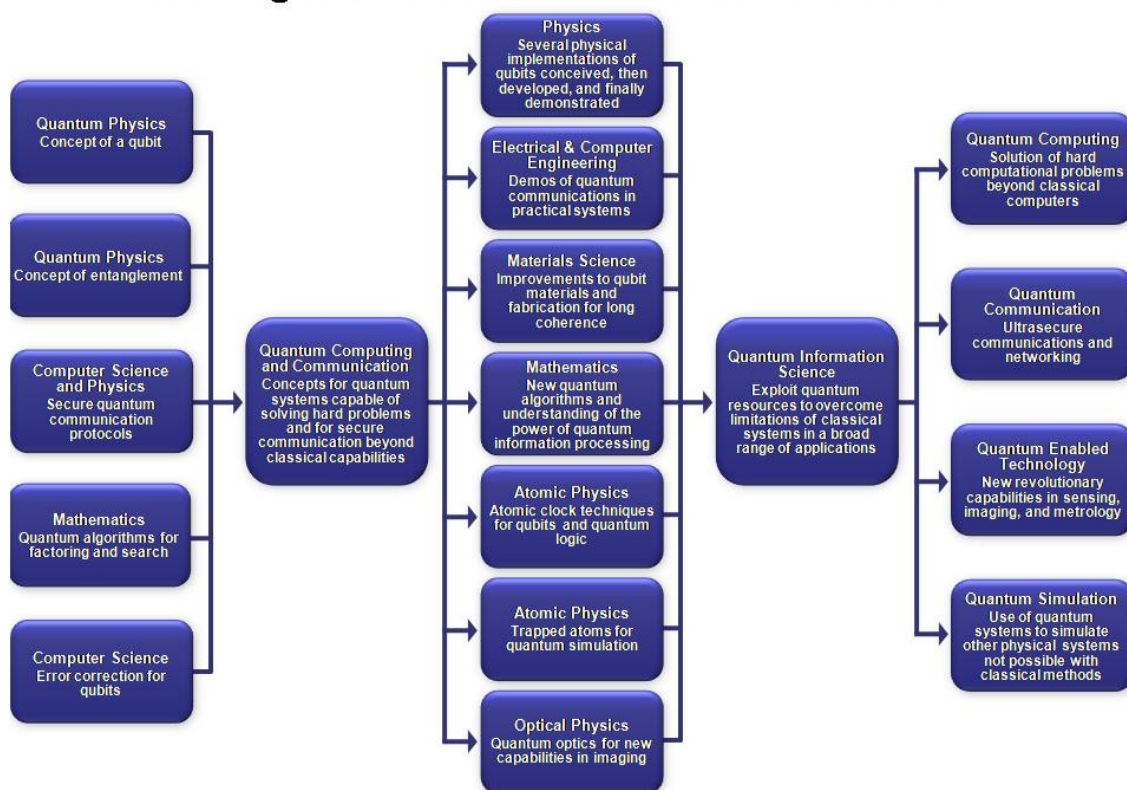 Quantum Physics
Concept of a qubit
Quantum Physics
Concept of entanglement
Computer Science
and Physics
Secure quantum
communication
protocols
Mathematics
Quantum algorithms for
factoring and search
Computer Science
Error correction for
qubits
Quantum Computing
and Communication
Concepts for quantum
systems capable of
solving hard problems
and for secure
communication beyond
classical capabilities
Physics
Several physical
implementations of
qubits conceived, then
developed, and finally
demonstrated
Electrical & Computer
Engineering
Demos of quantum
communications in
practical systems
Materials Science
Improvements to qubit
materials and
fabrication for long
coherence
Mathematics
New quantum
algorithms and
understanding of the
power of quantum
information processing
Atomic Physics
Atomic clock techniques
for qubits and quantum
logic
Atomic Physics
Trapped atoms for
quantum simulation
Optical Physics
Quantum optics for new
capabilities in imaging
Quantum Information
Science
Exploit quantum
resources to overcome
limitations of classical
systems in a broad
range of applications
Quantum Computing
Solution of hard
computational problems
beyond classical
computers
Quantum
Communication
Ultrasecure
communications and
networking
Quantum Enabled
Technology
New revolutionary
capabilities in sensing,
imaging, and metrology
Quantum Simulation
Use of quantum
systems to simulate
other physical systems
not possible with
classical methods